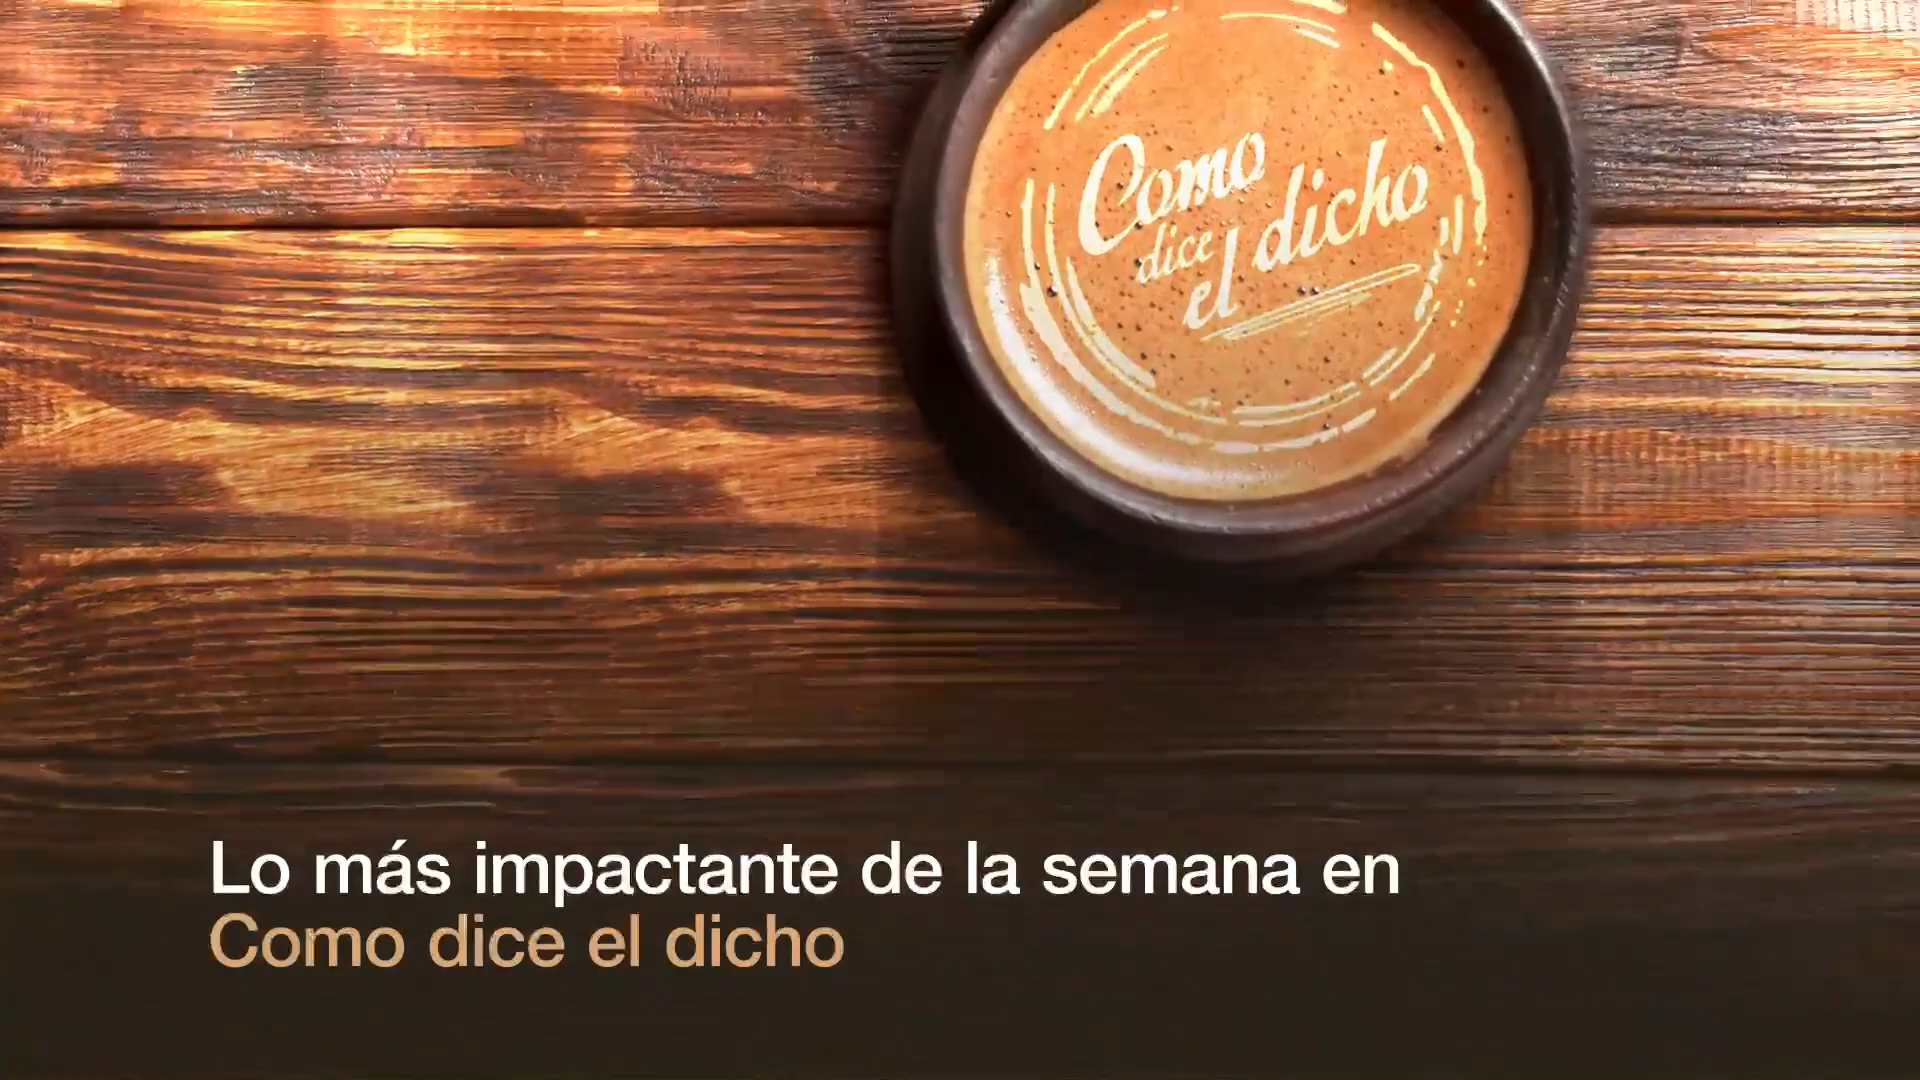 Como
dice
el dicho
Lo más impactante de la semana en
Como dice el dicho